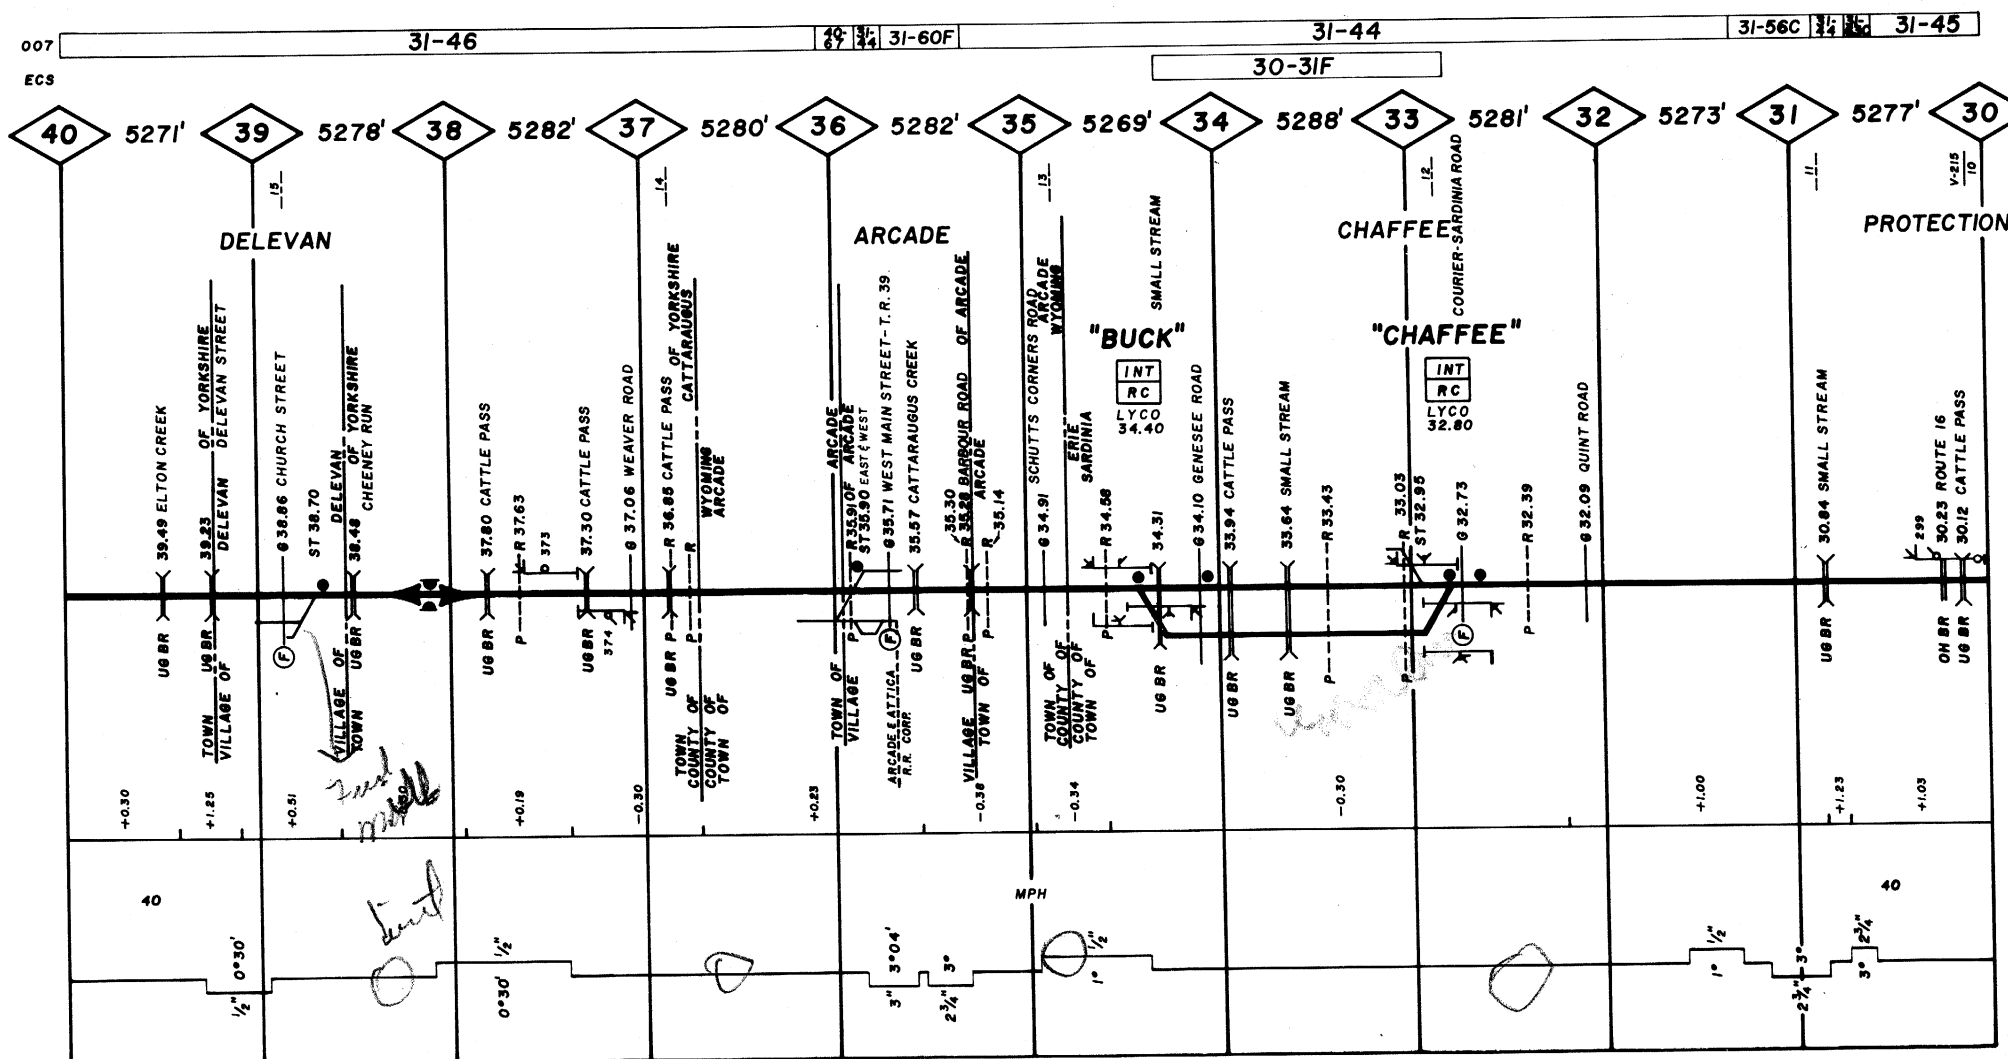 007 31-46 40-67 31-44 31-60F 31-44 31-56C 31-44 31-45
30-31F
ECS
40 5271' 39 5278' 38 5282' 37 5280' 36 5282' 35 5269' 34 5288' 33 5281' 32 5273' 31 5277' 30
15 14 13 12 11 V-215 10
DELEVAN ARCADE CHAFFEE PROTECTION
"BUCK" "CHAFFEE"
INT
RC
LYCO
34.40
INT
RC
LYCO
32.80
39.49 ELTON CREEK
UG BR
39.23 DELEVAN STREET
UG BR
OF YORKSHIRE
DELEVAN
TOWN
VILLAGE OF
G 38.86 CHURCH STREET
F
ST 38.70
DELEVAN
OF YORKSHIRE
VILLAGE OF
TOWN
38.48 CHEENEY RUN
UG BR
37.80 CATTLE PASS
UG BR
R 37.63
P
373
37.30 CATTLE PASS
UG BR
374
G 37.06 WEAVER ROAD
R 36.85 CATTLE PASS
UG BR P
OF YORKSHIRE
CATTARAUGUS
WYOMING
ARCADE
R
P
TOWN
COUNTY OF
COUNTY OF
TOWN OF
ARCADE
OF ARCADE
TOWN OF
VILLAGE
R 35.91
P
ST 35.90 EAST & WEST
G 35.71 WEST MAIN STREET-T.R. 39
F
ARCADE & ATTICA
R.R. CORP.
35.57 CATTARAUGUS CREEK
UG BR
35.30
R 35.28 BARBOUR ROAD
UG BR P
OF ARCADE
ARCADE
VILLAGE
TOWN OF
R 35.14
P
G 34.91 SCHUTTS CORNERS ROAD
ARCADE
WYOMING
ERIE
SARDINIA
TOWN OF
COUNTY OF
COUNTY OF
TOWN OF
R 34.58
P
34.31 SMALL STREAM
UG BR
G 34.10 GENESEE ROAD
33.94 CATTLE PASS
UG BR
33.64 SMALL STREAM
UG BR
R 33.43
P
R 33.03
P
ST 32.95
G 32.73 COURIER-SARDINIA ROAD
F
R 32.39
P
G 32.09 QUINT ROAD
30.84 SMALL STREAM
UG BR
299
30.23 ROUTE 16
OH BR
30.12 CATTLE PASS
UG BR
+0.30 +1.25 +0.51 +0.19 -0.30 +0.23 -0.38 -0.34 -0.30 +1.00 +1.23 +1.03
40 MPH 40
1/2" 0°30' 0°30' 1/2" 3" 3°04' 2 3/4" 3° 1° 1/2" 1° 1/2" 2 3/4" 3° 3° 2 3/4"